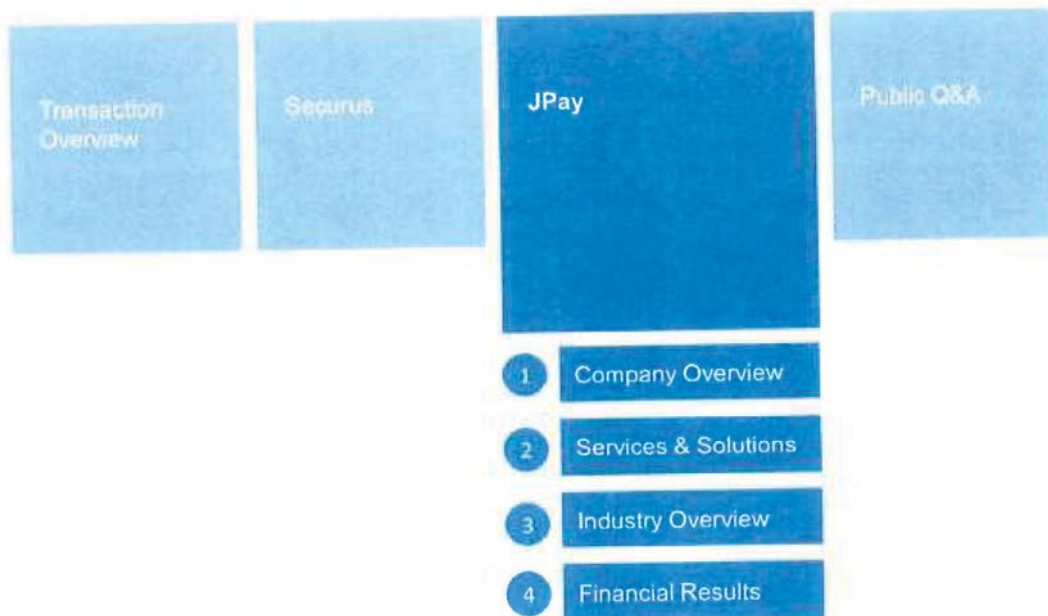 Transaction
Overview
Securus
JPay
Public Q&A
1 Company Overview
2 Services & Solutions
3 Industry Overview
4 Financial Results